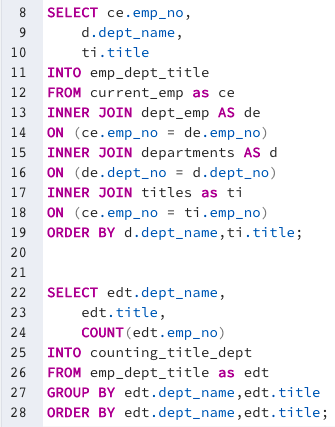 8 SELECT ce.emp_no,
9 d.dept_name,
10 ti.title
11 INTO emp_dept_title
12 FROM current_emp as ce
13 INNER JOIN dept_emp AS de
14 ON (ce.emp_no = de.emp_no)
15 INNER JOIN departments AS d
16 ON (de.dept_no = d.dept_no)
17 INNER JOIN titles as ti
18 ON (ce.emp_no = ti.emp_no)
19 ORDER BY d.dept_name,ti.title;
20
21
22 SELECT edt.dept_name,
23 edt.title,
24 COUNT(edt.emp_no)
25 INTO counting_title_dept
26 FROM emp_dept_title as edt
27 GROUP BY edt.dept_name,edt.title
28 ORDER BY edt.dept_name,edt.title;